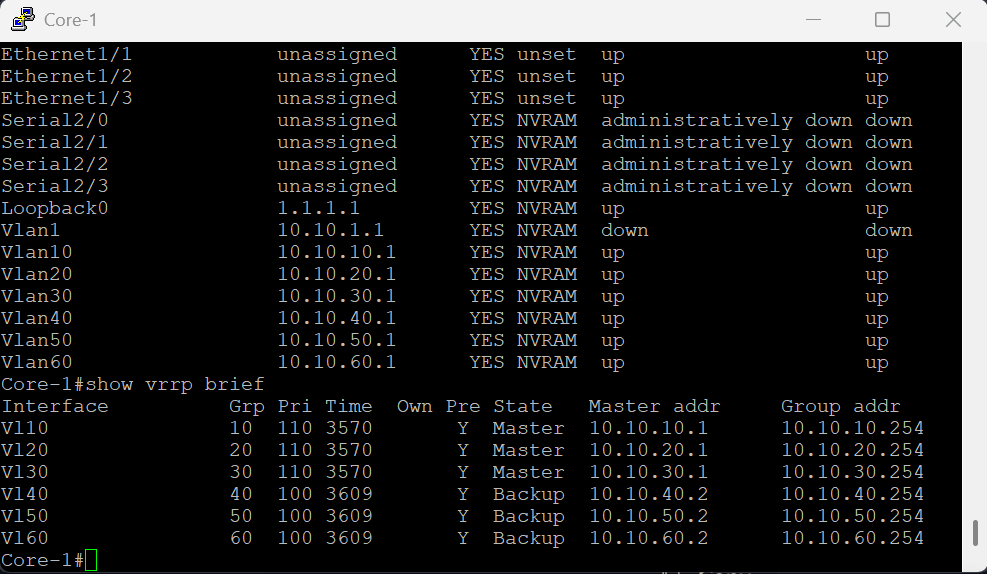 Core-1
Ethernet1/1 unassigned YES unset up up
Ethernet1/2 unassigned YES unset up up
Ethernet1/3 unassigned YES unset up up
Serial2/0 unassigned YES NVRAM administratively down down
Serial2/1 unassigned YES NVRAM administratively down down
Serial2/2 unassigned YES NVRAM administratively down down
Serial2/3 unassigned YES NVRAM administratively down down
Loopback0 1.1.1.1 YES NVRAM up up
Vlan1 10.10.1.1 YES NVRAM down down
Vlan10 10.10.10.1 YES NVRAM up up
Vlan20 10.10.20.1 YES NVRAM up up
Vlan30 10.10.30.1 YES NVRAM up up
Vlan40 10.10.40.1 YES NVRAM up up
Vlan50 10.10.50.1 YES NVRAM up up
Vlan60 10.10.60.1 YES NVRAM up up
Core-1#show vrrp brief
Interface Grp Pri Time Own Pre State Master addr Group addr
Vl10 10 110 3570 Y Master 10.10.10.1 10.10.10.254
Vl20 20 110 3570 Y Master 10.10.20.1 10.10.20.254
Vl30 30 110 3570 Y Master 10.10.30.1 10.10.30.254
Vl40 40 100 3609 Y Backup 10.10.40.2 10.10.40.254
Vl50 50 100 3609 Y Backup 10.10.50.2 10.10.50.254
Vl60 60 100 3609 Y Backup 10.10.60.2 10.10.60.254
Core-1#